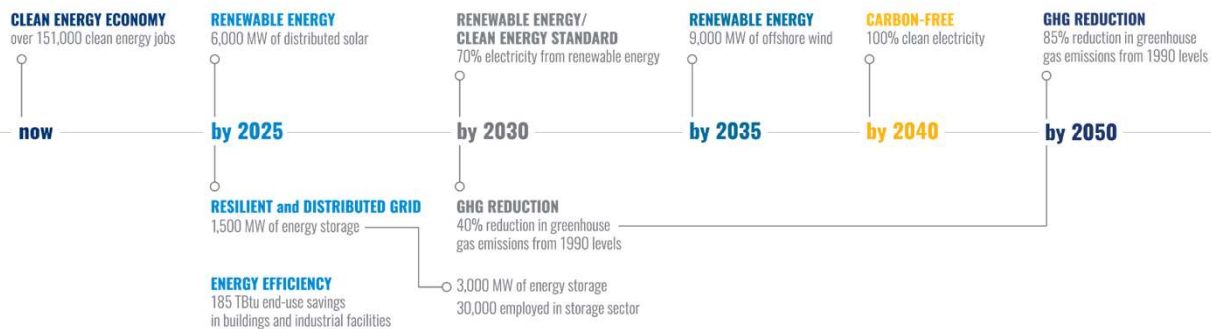 CLEAN ENERGY ECONOMY
over 151,000 clean energy jobs
RENEWABLE ENERGY
6,000 MW of distributed solar
RENEWABLE ENERGY/
CLEAN ENERGY STANDARD
70% electricity from renewable energy
RENEWABLE ENERGY
9,000 MW of offshore wind
CARBON-FREE
100% clean electricity
GHG REDUCTION
85% reduction in greenhouse
gas emissions from 1990 levels
now
by 2025
by 2030
by 2035
by 2040
by 2050
RESILIENT and DISTRIBUTED GRID
1,500 MW of energy storage
GHG REDUCTION
40% reduction in greenhouse
gas emissions from 1990 levels
ENERGY EFFICIENCY
185 TBtu end-use savings
in buildings and industrial facilities
3,000 MW of energy storage
30,000 employed in storage sector